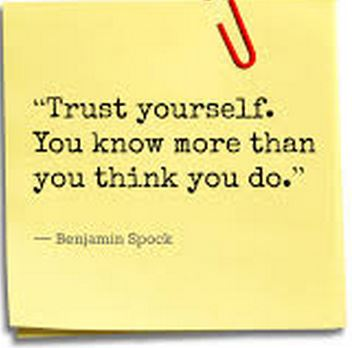 “Trust yourself.
You know more than
you think you do.”
— Benjamin Spock